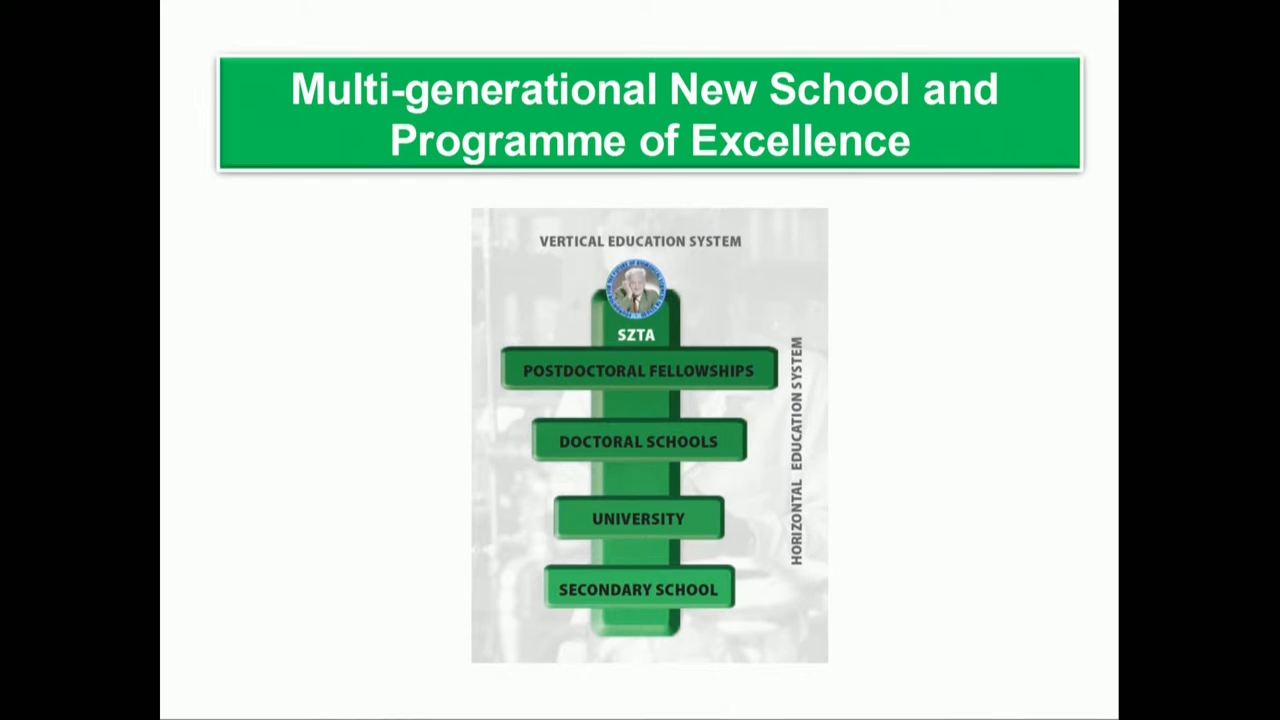 Multi-generational New School and
Programme of Excellence
VERTICAL EDUCATION SYSTEM
SZTA
POSTDOCTORAL FELLOWSHIPS
DOCTORAL SCHOOLS
UNIVERSITY
SECONDARY SCHOOL
HORIZONTAL EDUCATION SYSTEM